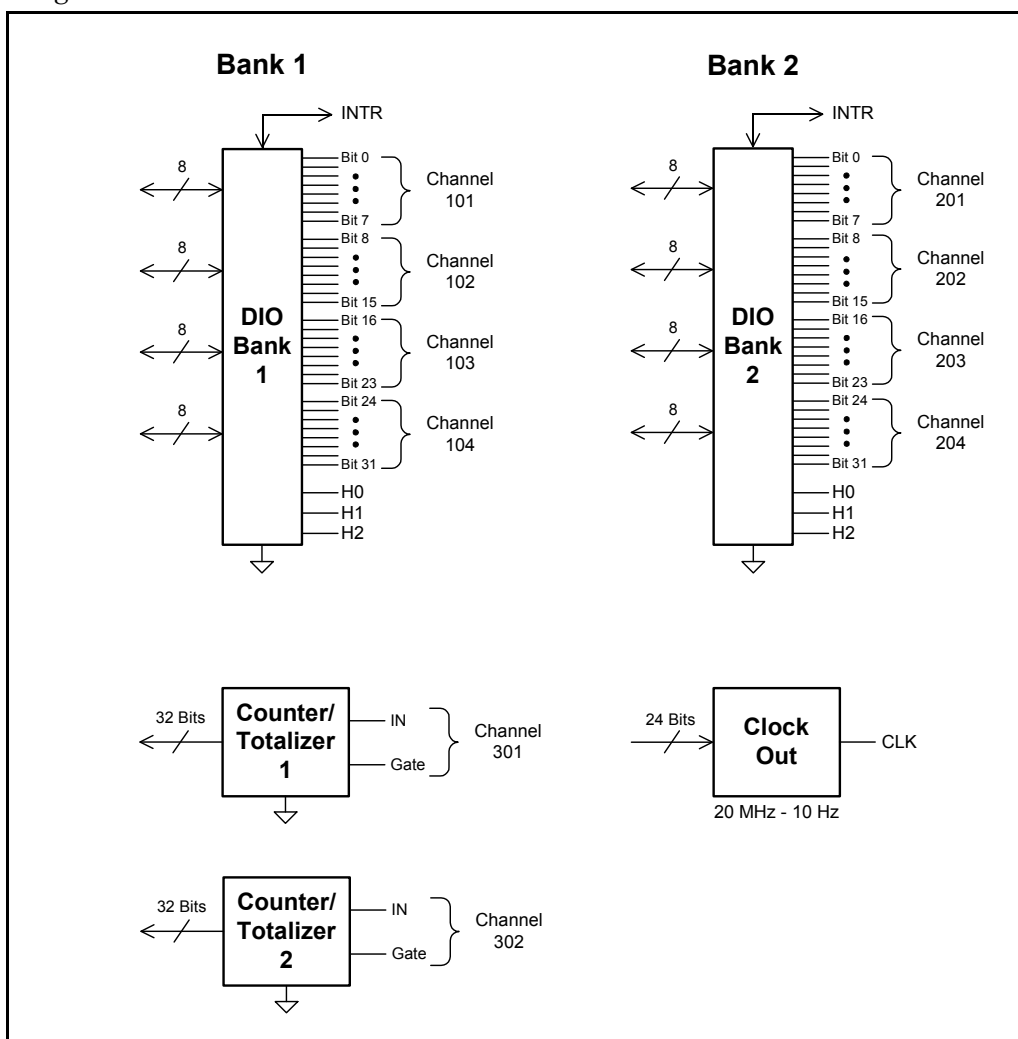 Bank 1
INTR
8
8
8
8
DIO
Bank
1
Bit 0
Bit 7
Bit 8
Bit 15
Bit 16
Bit 23
Bit 24
Bit 31
H0
H1
H2
Channel
101
Channel
102
Channel
103
Channel
104
Bank 2
INTR
8
8
8
8
DIO
Bank
2
Bit 0
Bit 7
Bit 8
Bit 15
Bit 16
Bit 23
Bit 24
Bit 31
H0
H1
H2
Channel
201
Channel
202
Channel
203
Channel
204
32 Bits
Counter/
Totalizer
1
IN
Gate
Channel
301
24 Bits
Clock
Out
CLK
20 MHz - 10 Hz
32 Bits
Counter/
Totalizer
2
IN
Gate
Channel
302